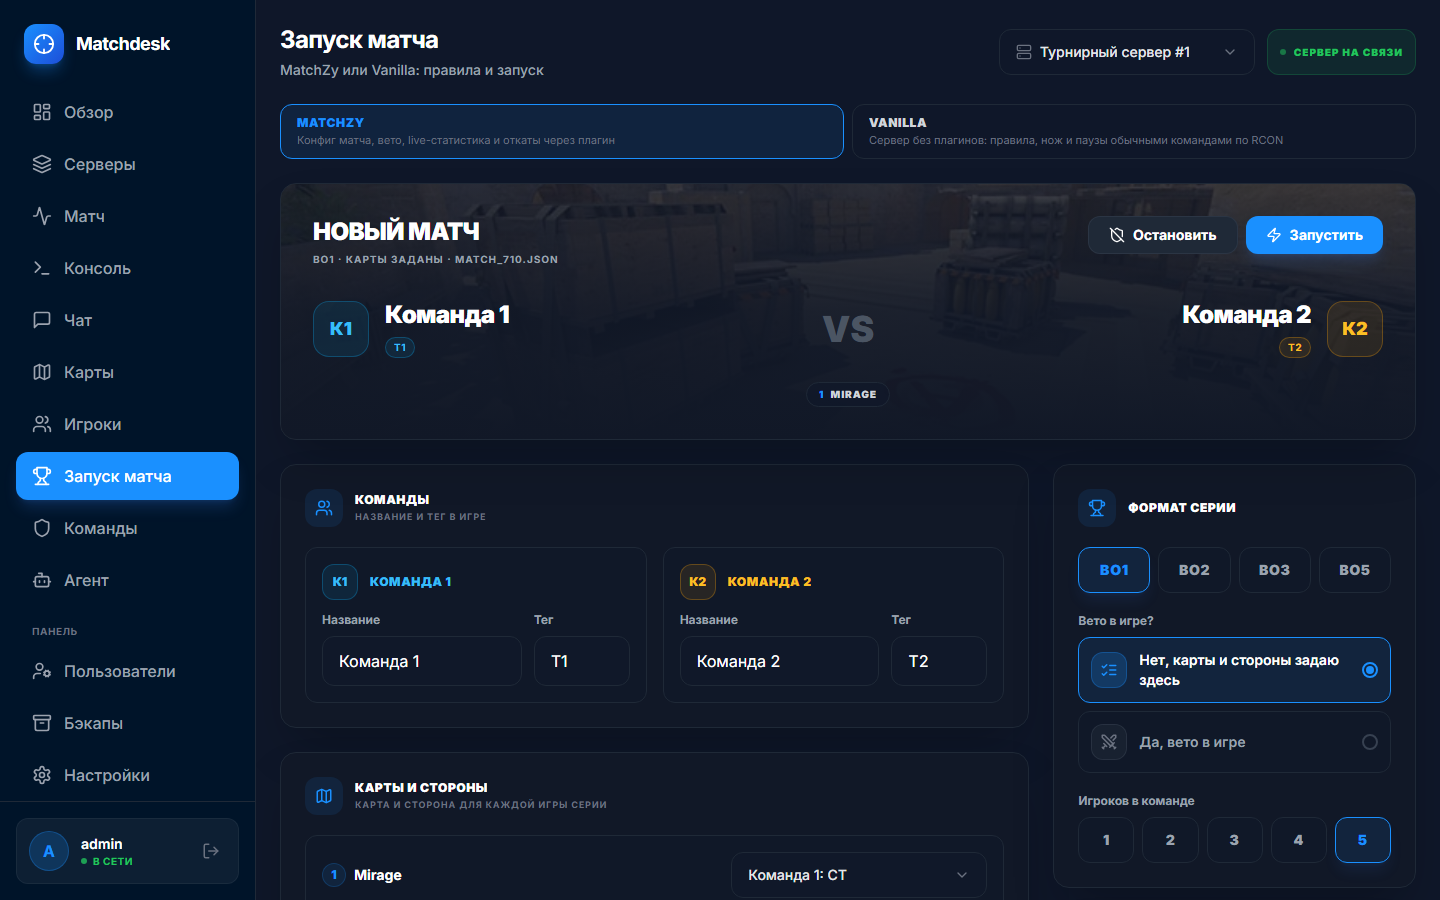 Matchdesk
Обзор
Серверы
Матч
Консоль
Чат
Карты
Игроки
Запуск матча
Команды
Агент
ПАНЕЛЬ
Пользователи
Бэкапы
Настройки
A
admin
В СЕТИ
Запуск матча
MatchZy или Vanilla: правила и запуск
Турнирный сервер #1
СЕРВЕР НА СВЯЗИ
MATCHZY
Конфиг матча, вето, live-статистика и откаты через плагин
VANILLA
Сервер без плагинов: правила, нож и паузы обычными командами по RCON
НОВЫЙ МАТЧ
BO1 · КАРТЫ ЗАДАНЫ · MATCH_710.JSON
Остановить
Запустить
К1
Команда 1
T1
VS
Команда 2
T2
К2
1 MIRAGE
КОМАНДЫ
НАЗВАНИЕ И ТЕГ В ИГРЕ
К1 КОМАНДА 1
Название Тег
Команда 1 T1
К2 КОМАНДА 2
Название Тег
Команда 2 T2
КАРТЫ И СТОРОНЫ
КАРТА И СТОРОНА ДЛЯ КАЖДОЙ ИГРЫ СЕРИИ
1 Mirage
Команда 1: CT
ФОРМАТ СЕРИИ
BO1 BO2 BO3 BO5
Вето в игре?
Нет, карты и стороны задаю
здесь
Да, вето в игре
Игроков в команде
1 2 3 4 5